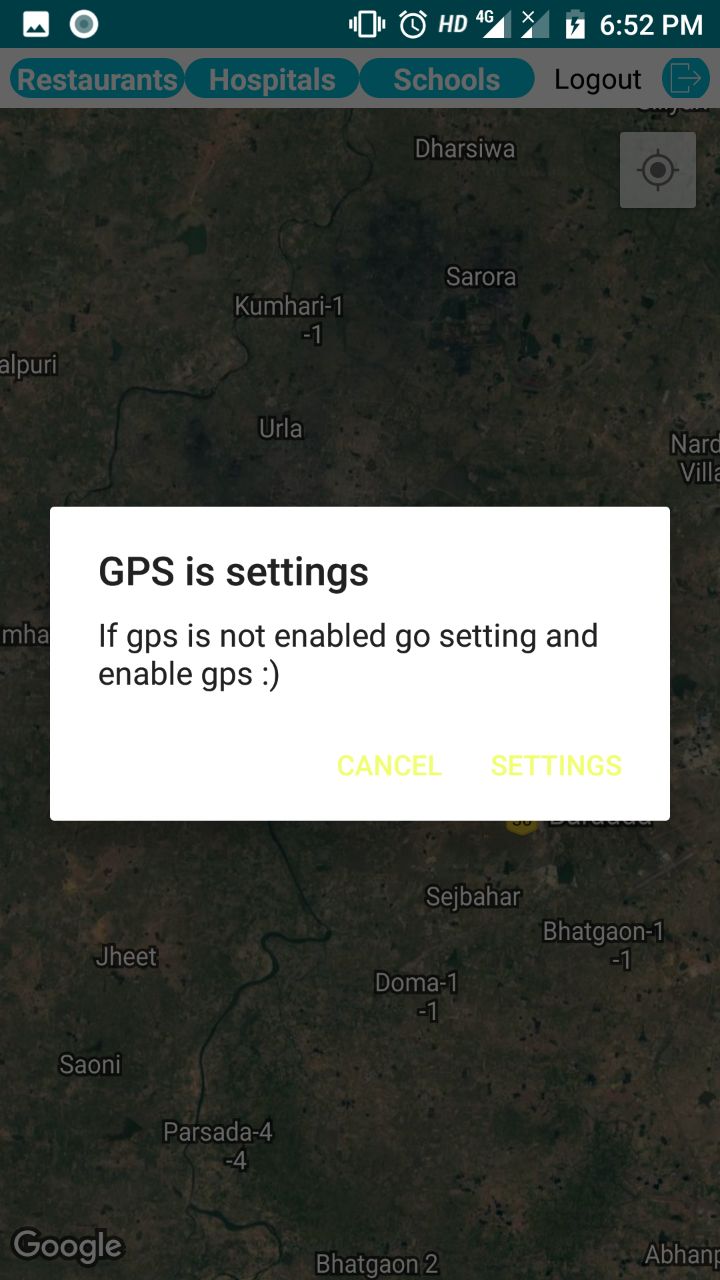 HD 4G 6:52 PM
Restaurants Hospitals Schools Logout
Dharsiwa
Sarora
Kumhari-1
-1
alpuri
Urla
Nard
Villa
GPS is settings
mha
If gps is not enabled go setting and
enable gps :)
CANCEL SETTINGS
Sejbahar
Bhatgaon-1
-1
Jheet
Doma-1
-1
Saoni
Parsada-4
-4
Google
Abhanp
Bhatgaon 2